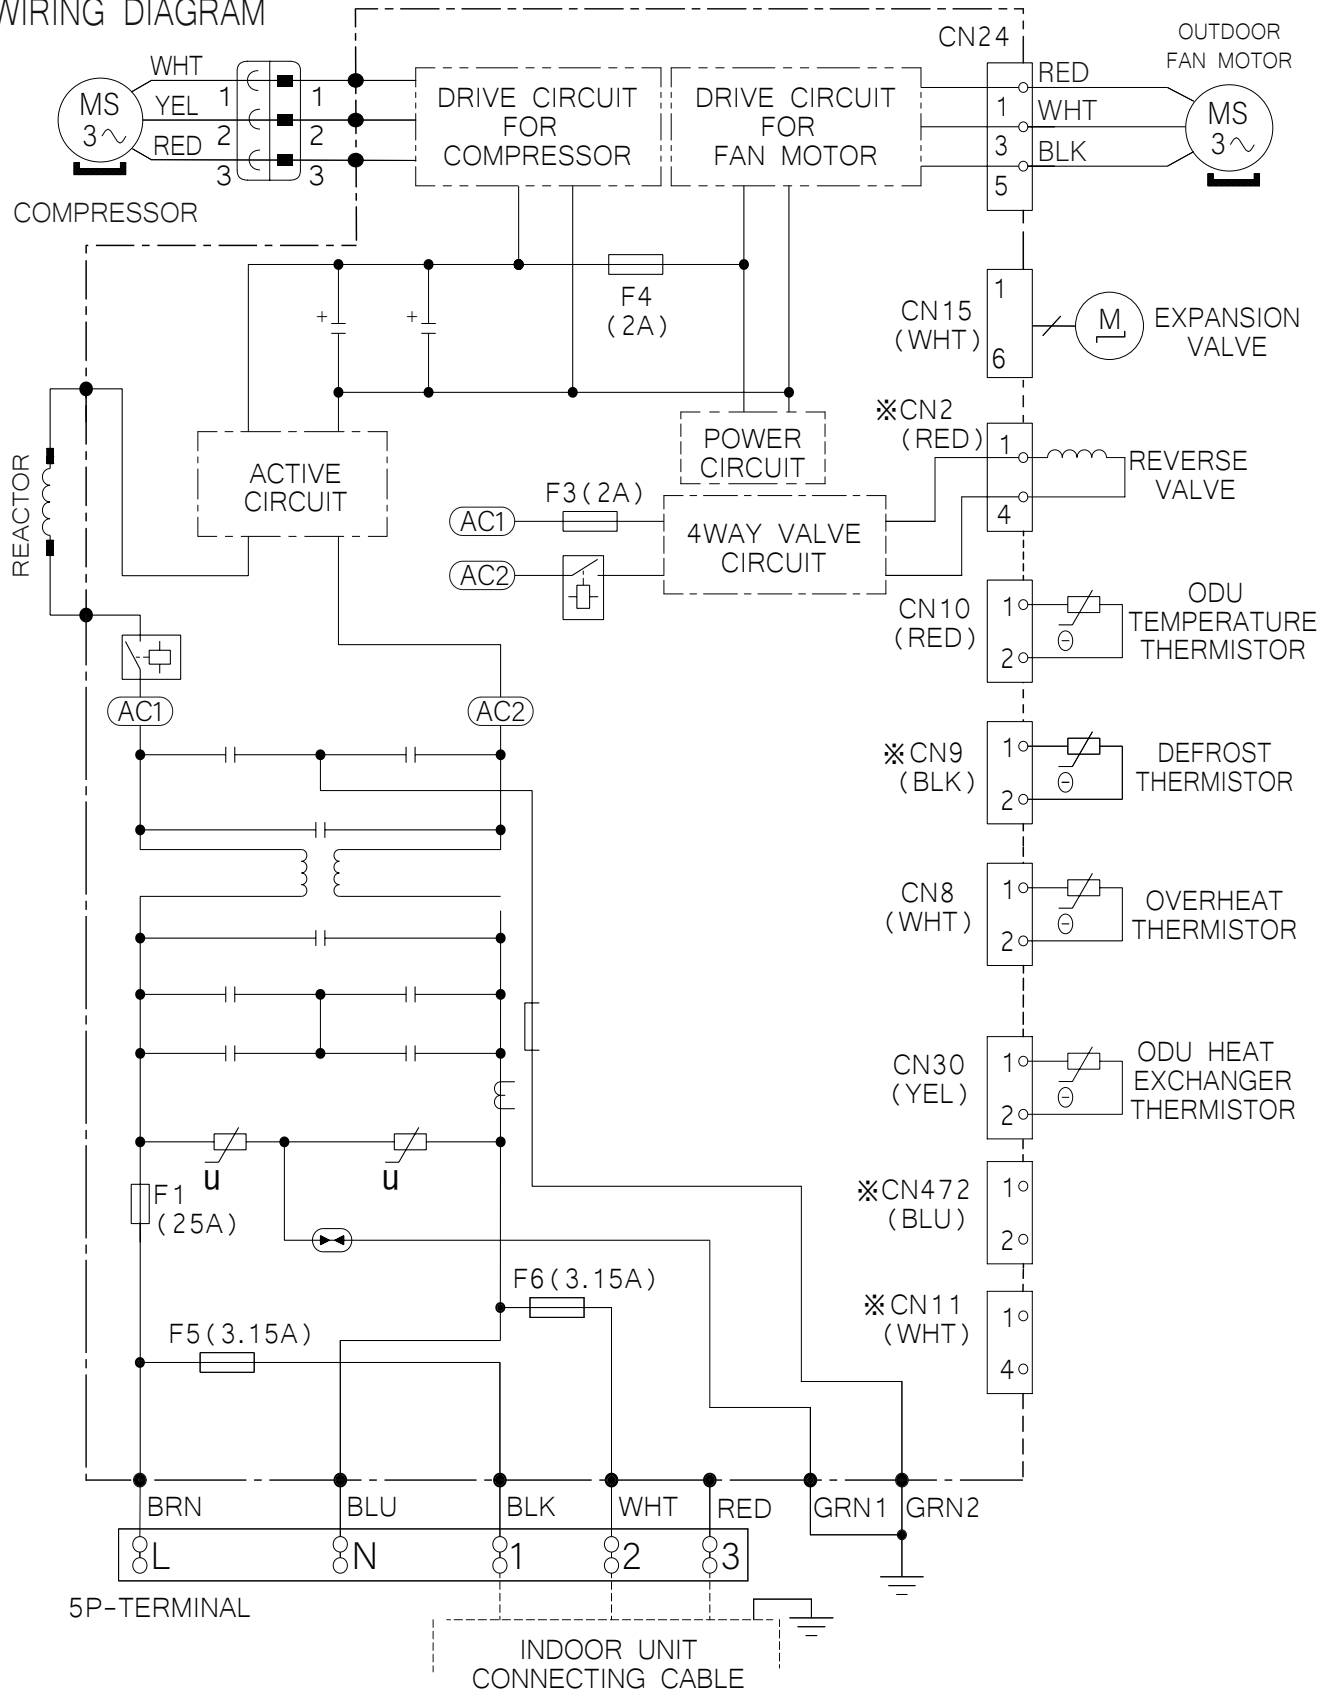 WIRING DIAGRAM
CN24
OUTDOOR
FAN MOTOR
WHT
YEL
RED
MS
3～
1
2
3
1
2
3
COMPRESSOR
DRIVE CIRCUIT
FOR
COMPRESSOR
DRIVE CIRCUIT
FOR
FAN MOTOR
1
3
5
RED
WHT
BLK
MS
3～
+
+
F4
(2A)
CN15
(WHT)
1
6
M
EXPANSION
VALVE
REACTOR
ACTIVE
CIRCUIT
POWER
CIRCUIT
※CN2
(RED)
1
4
REVERSE
VALVE
F3(2A)
AC1
AC2
4WAY VALVE
CIRCUIT
CN10
(RED)
1
2
Θ
ODU
TEMPERATURE
THERMISTOR
AC1
AC2
※CN9
(BLK)
1
2
Θ
DEFROST
THERMISTOR
CN8
(WHT)
1
2
Θ
OVERHEAT
THERMISTOR
CN30
(YEL)
1
2
Θ
ODU HEAT
EXCHANGER
THERMISTOR
u
u
F1
(25A)
※CN472
(BLU)
1
2
F6(3.15A)
※CN11
(WHT)
1
4
F5(3.15A)
BRN
BLU
BLK
WHT
RED
GRN1
GRN2
L
N
1
2
3
5P-TERMINAL
INDOOR UNIT
CONNECTING CABLE